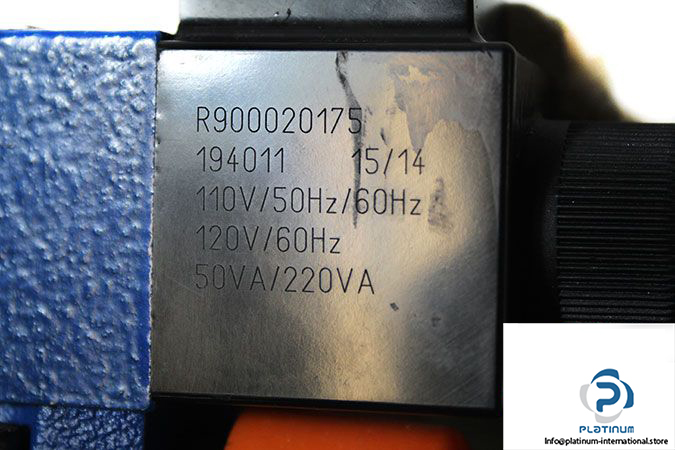 R900020175
194011 15/14
110V/50Hz/60Hz
120V/60Hz
50VA/220VA
PLATINUM
Info@platinum-international.store